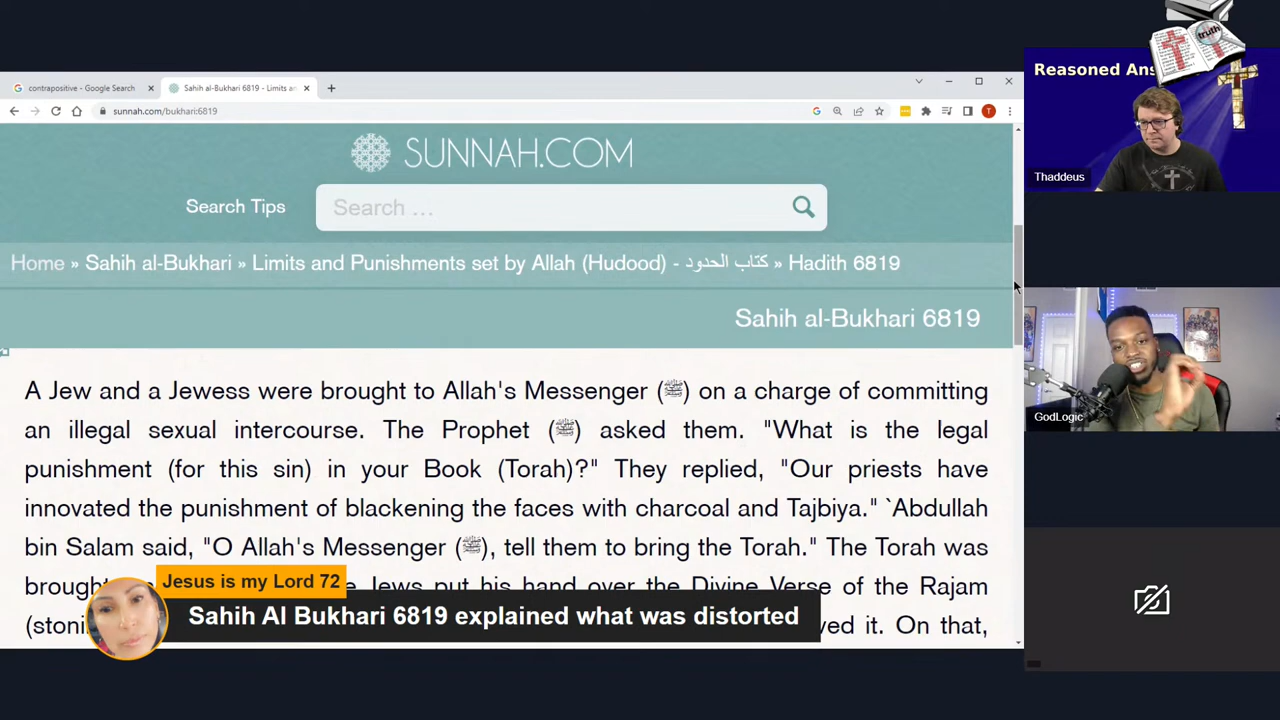 contrapositive - Google Search
Sahih al-Bukhari 6819 - Limits an
sunnah.com/bukhari:6819
T
SUNNAH.COM
Search Tips
Search …
Home » Sahih al-Bukhari » Limits and Punishments set by Allah (Hudood) - كتاب الحدود » Hadith 6819
Sahih al-Bukhari 6819
A Jew and a Jewess were brought to Allah's Messenger (ﷺ) on a charge of committing
an illegal sexual intercourse. The Prophet (ﷺ) asked them. "What is the legal
punishment (for this sin) in your Book (Torah)?" They replied, "Our priests have
innovated the punishment of blackening the faces with charcoal and Tajbiya." `Abdullah
bin Salam said, "O Allah's Messenger (ﷺ), tell them to bring the Torah." The Torah was
Jews put his hand over the Divine Verse of the Rajam
it. On that,
Jesus is my Lord 72
Sahih Al Bukhari 6819 explained what was distorted
truth
Reasoned
Thaddeus
GodLogic